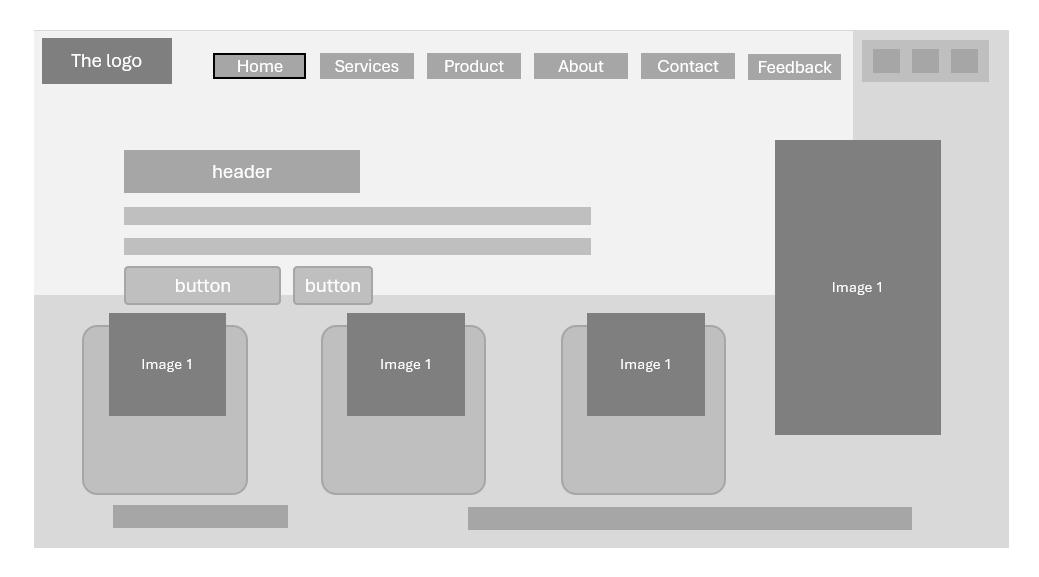 The logo
Home
Services
Product
About
Contact
Feedback
header
button
button
Image 1
Image 1
Image 1
Image 1